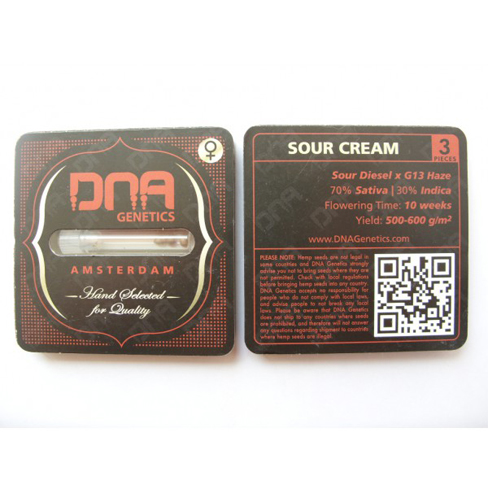 DNA
GENETICS
AMSTERDAM
Hand Selected
for Quality
SOUR CREAM
3
PIECES
Sour Diesel x G13 Haze
70% Sativa | 30% Indica
Flowering Time: 10 weeks
Yield: 500-600 g/m²
www.DNAGenetics.com
PLEASE NOTE: Hemp seeds are not legal in
some countries and DNA Genetics strongly
advise you not to bring seeds where they are
not permitted. Check local regulations
before bringing hemp seeds into any country.
DNA Genetics accepts no responsibility for
people who do not comply with local laws,
and advise people to not break any local
laws. Please be aware that DNA Genetics
does not ship to any countries where seeds
are prohibited, and therefore will not answer
any questions regarding shipment to countries
where hemp seeds are illegal.